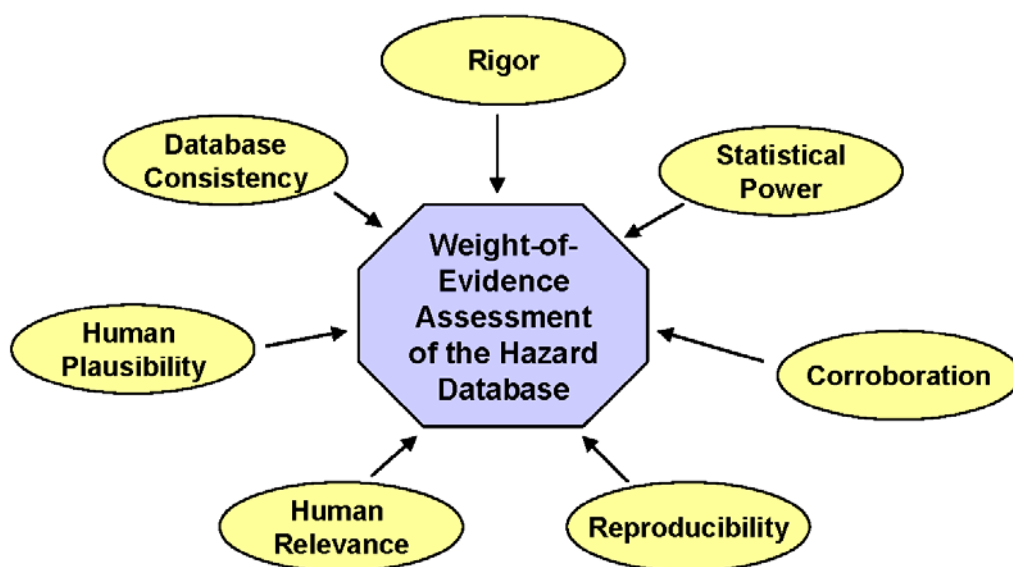 Rigor
Database
Consistency
Statistical
Power
Weight-of-
Evidence
Assessment
of the Hazard
Database
Human
Plausibility
Corroboration
Human
Relevance
Reproducibility